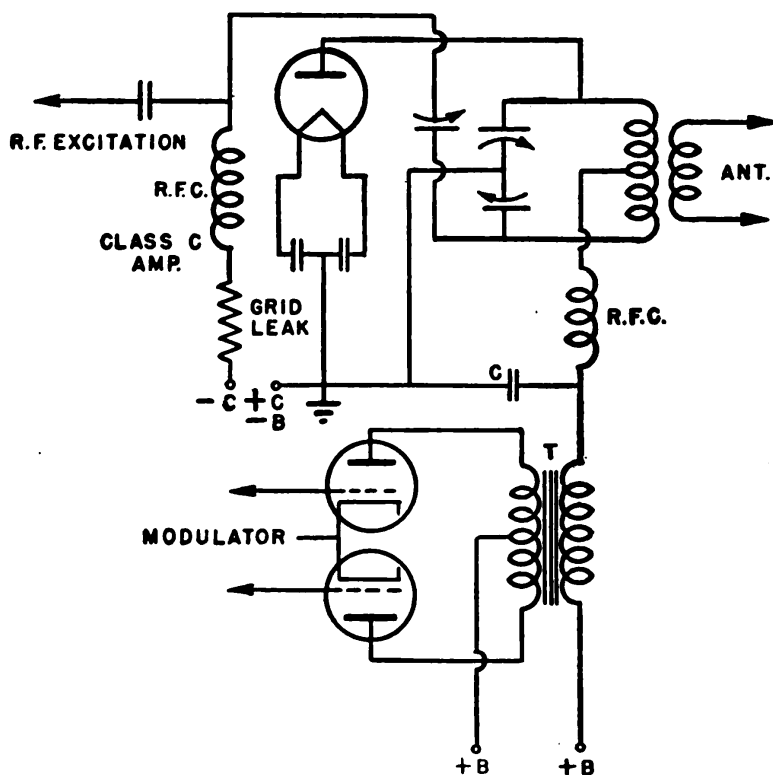 R.F. EXCITATION
R.F.C.
CLASS C
AMP.
GRID
LEAK
ANT.
R.F.C.
C
-C +C
-B
T
MODULATOR
+B +B